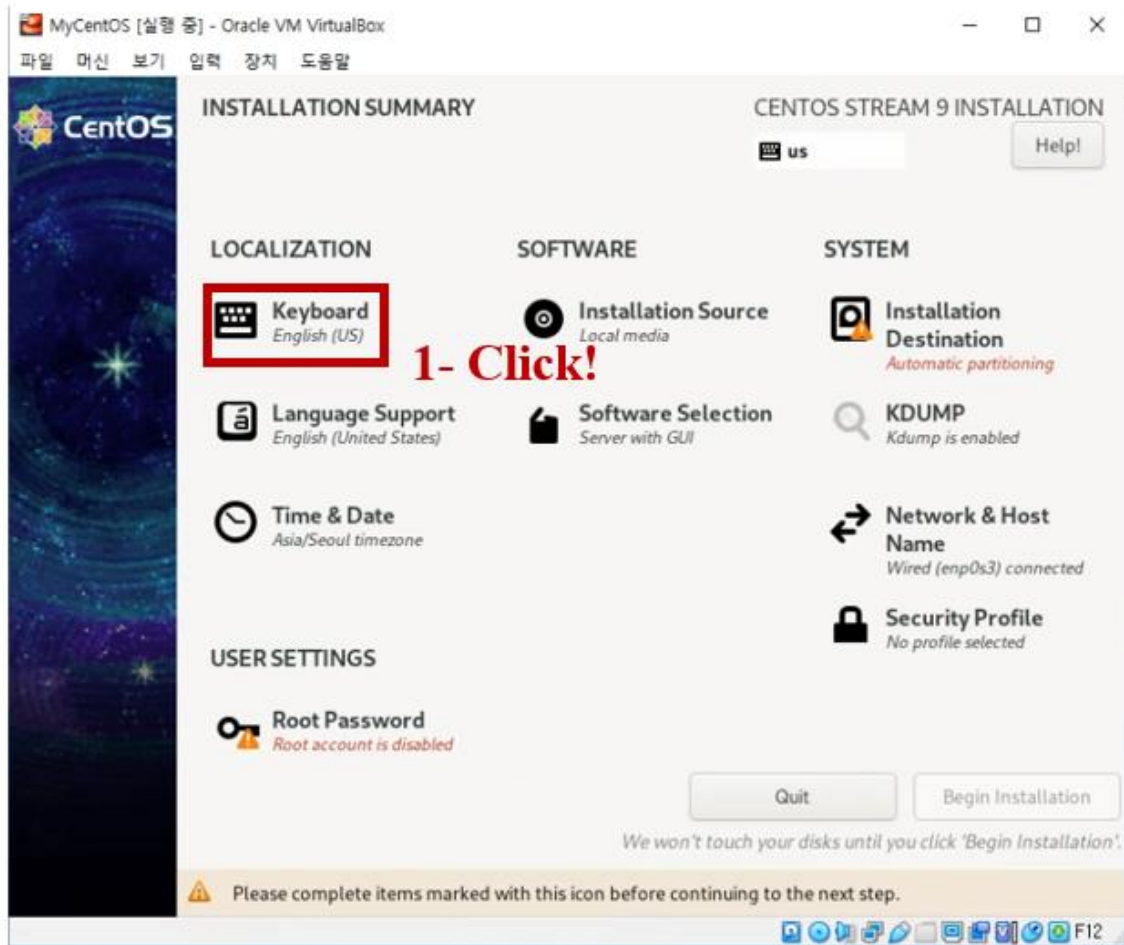 MyCentOS [실행 중] - Oracle VM VirtualBox
파일 머신 보기 입력 장치 도움말
CentOS
INSTALLATION SUMMARY
CENTOS STREAM 9 INSTALLATION
us
Help!
LOCALIZATION
Keyboard
English (US)
1- Click!
Language Support
English (United States)
Time & Date
Asia/Seoul timezone
SOFTWARE
Installation Source
Local media
Software Selection
Server with GUI
SYSTEM
Installation
Destination
Automatic partitioning
KDUMP
Kdump is enabled
Network & Host
Name
Wired (enp0s3) connected
Security Profile
No profile selected
USER SETTINGS
Root Password
Root account is disabled
Quit
Begin Installation
We won't touch your disks until you click 'Begin Installation'.
Please complete items marked with this icon before continuing to the next step.
F12